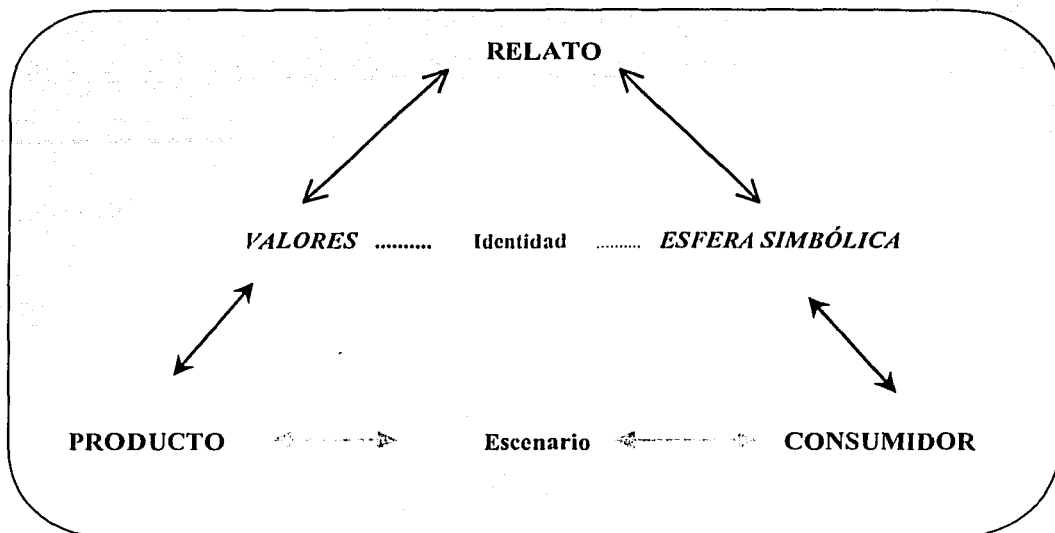 RELATO
VALORES .......... Identidad .......... ESFERA SIMBÓLICA
PRODUCTO Escenario CONSUMIDOR